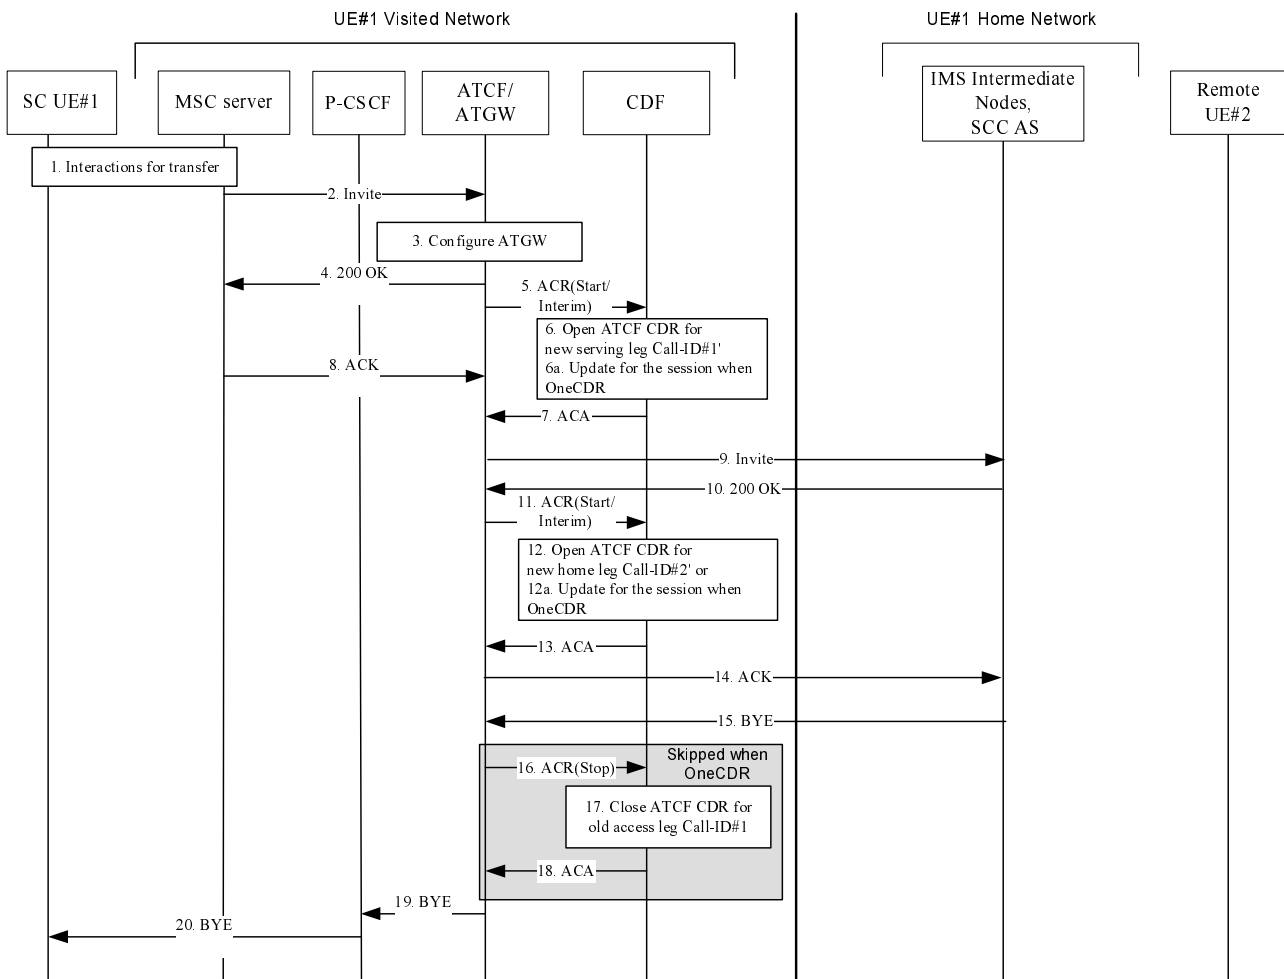 UE#1 Visited Network
UE#1 Home Network
SC UE#1
MSC server
P-CSCF
ATCF/
ATGW
CDF
IMS Intermediate
Nodes,
SCC AS
Remote
UE#2
1. Interactions for transfer
2. Invite
3. Configure ATGW
4. 200 OK
5. ACR(Start/
Interim)
6. Open ATCF CDR for
new serving leg Call-ID#1'
6a. Update for the session when
OneCDR
8. ACK
7. ACA
9. Invite
10. 200 OK
11. ACR(Start/
Interim)
12. Open ATCF CDR for
new home leg Call-ID#2' or
12a. Update for the session when
OneCDR
13. ACA
14. ACK
15. BYE
Skipped when
OneCDR
16. ACR(Stop)
17. Close ATCF CDR for
old access leg Call-ID#1
18. ACA
19. BYE
20. BYE